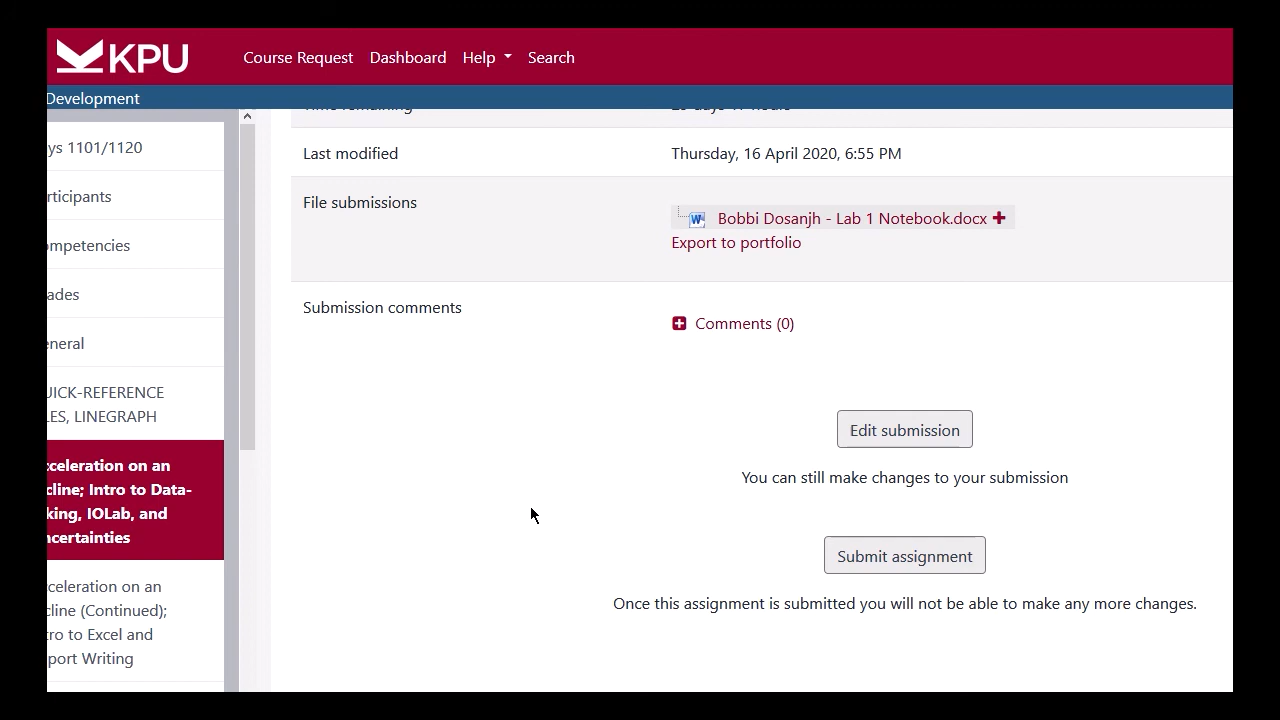 KPU
Course Request Dashboard Help Search
Development
ys 1101/1120
rticipants
ompetencies
ades
eneral
UICK-REFERENCE
LES, LINEGRAPH
cceleration on an
cline; Intro to Data-
king, IOLab, and
ncertainties
celeration on an
cline (Continued);
tro to Excel and
port Writing
Last modified
Thursday, 16 April 2020, 6:55 PM
File submissions
Bobbi Dosanjh - Lab 1 Notebook.docx
Export to portfolio
Submission comments
Comments (0)
Edit submission
You can still make changes to your submission
Submit assignment
Once this assignment is submitted you will not be able to make any more changes.